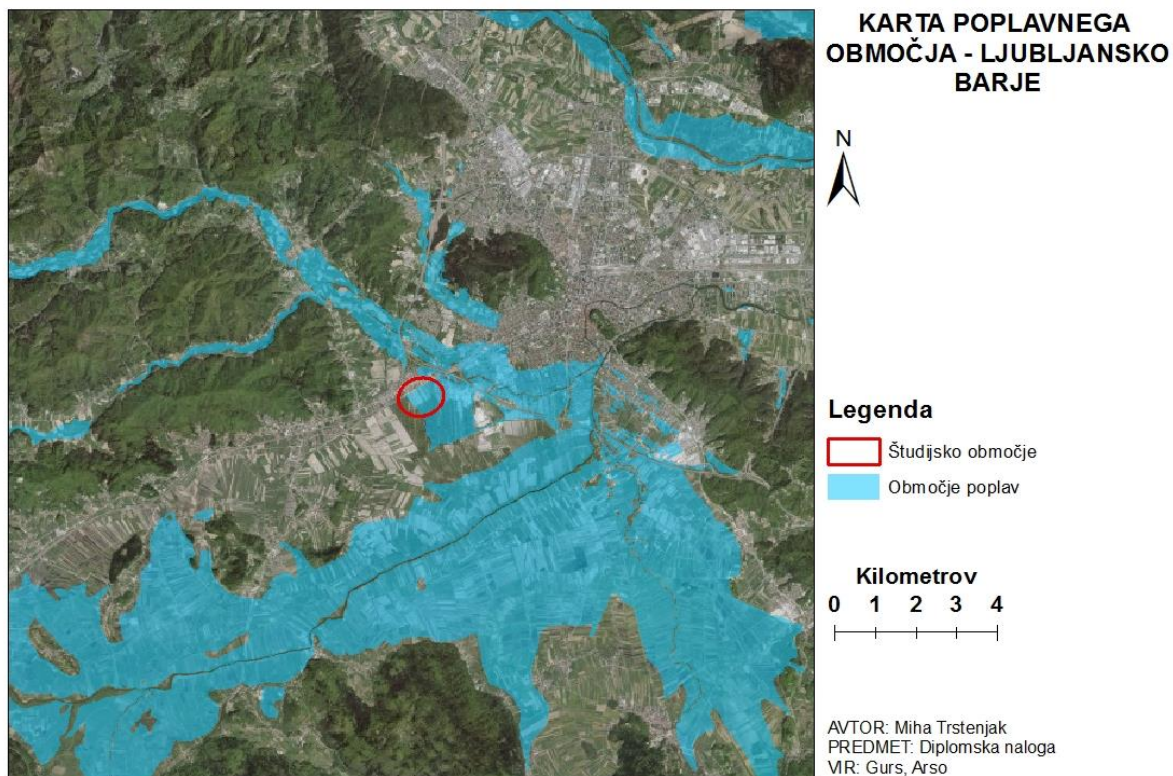 KARTA POPLAVNEGA
OBMOČJA - LJUBLJANSKO
BARJE
N
Legenda
Študijsko območje
Območje poplav
Kilometrov
0 1 2 3 4
AVTOR: Miha Trstenjak
PREDMET: Diplomska naloga
VIR: Gurs, Arso